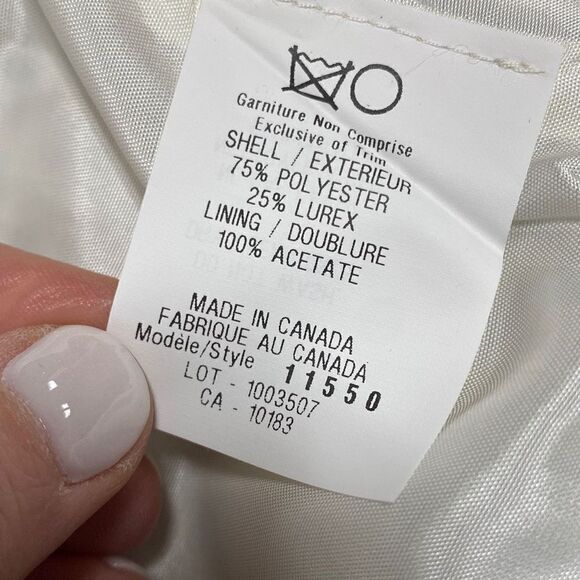 Garniture Non Comprise
Exclusive of Trim
SHELL / EXTERIEUR
75% POLYESTER
25% LUREX
LINING / DOUBLURE
100% ACETATE
MADE IN CANADA
FABRIQUE AU CANADA
Modèle/Style 11550
LOT - 1003507
CA - 10183